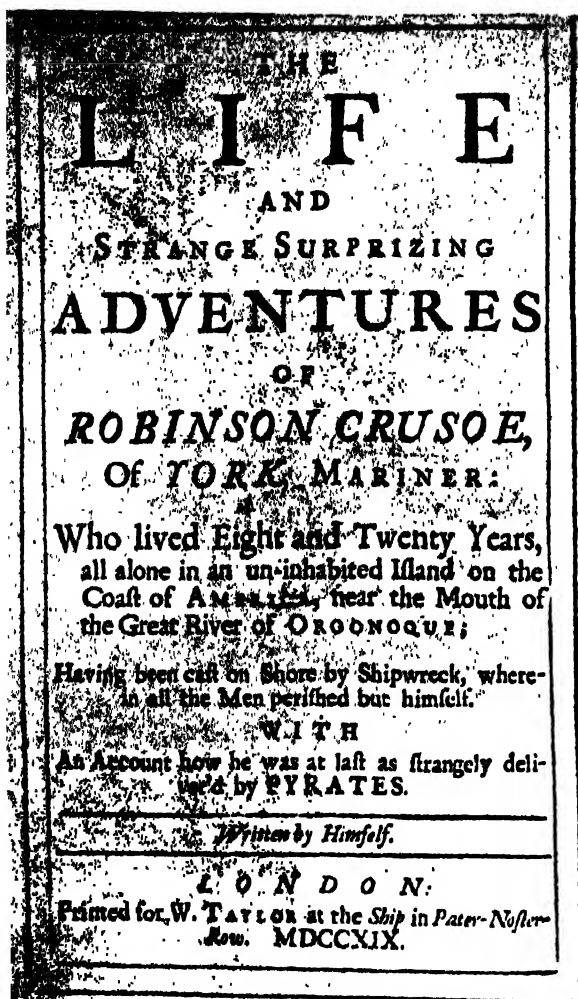 THE
LIFE
AND
STRANGE SURPRIZING
ADVENTURES
OF
ROBINSON CRUSOE,
Of YORK, MARINER:
Who lived Eight and Twenty Years,
all alone in an un-inhabited Iſland on the
Coaſt of AMERICA, near the Mouth of
the Great River of OROONOQUE;
Having been caſt on Shore by Shipwreck, where-
in all the Men periſhed but himſelf.
WITH
An Account how he was at laſt as ſtrangely deli-
ver'd by PYRATES.
Written by Himſelf.
LONDON:
Printed for W. TAYLOR at the Ship in Pater-Noſter-
Row. MDCCXIX.